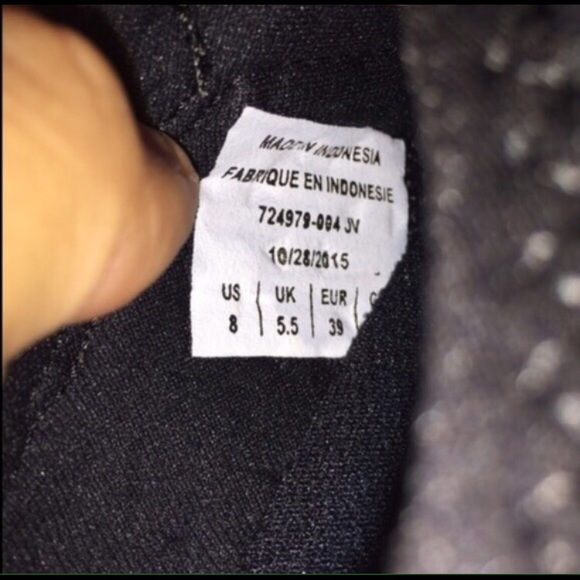 MADE IN INDONESIA
FABRIQUE EN INDONESIE
724979-004 JV
10/28/2015
US UK EUR
8 5.5 39